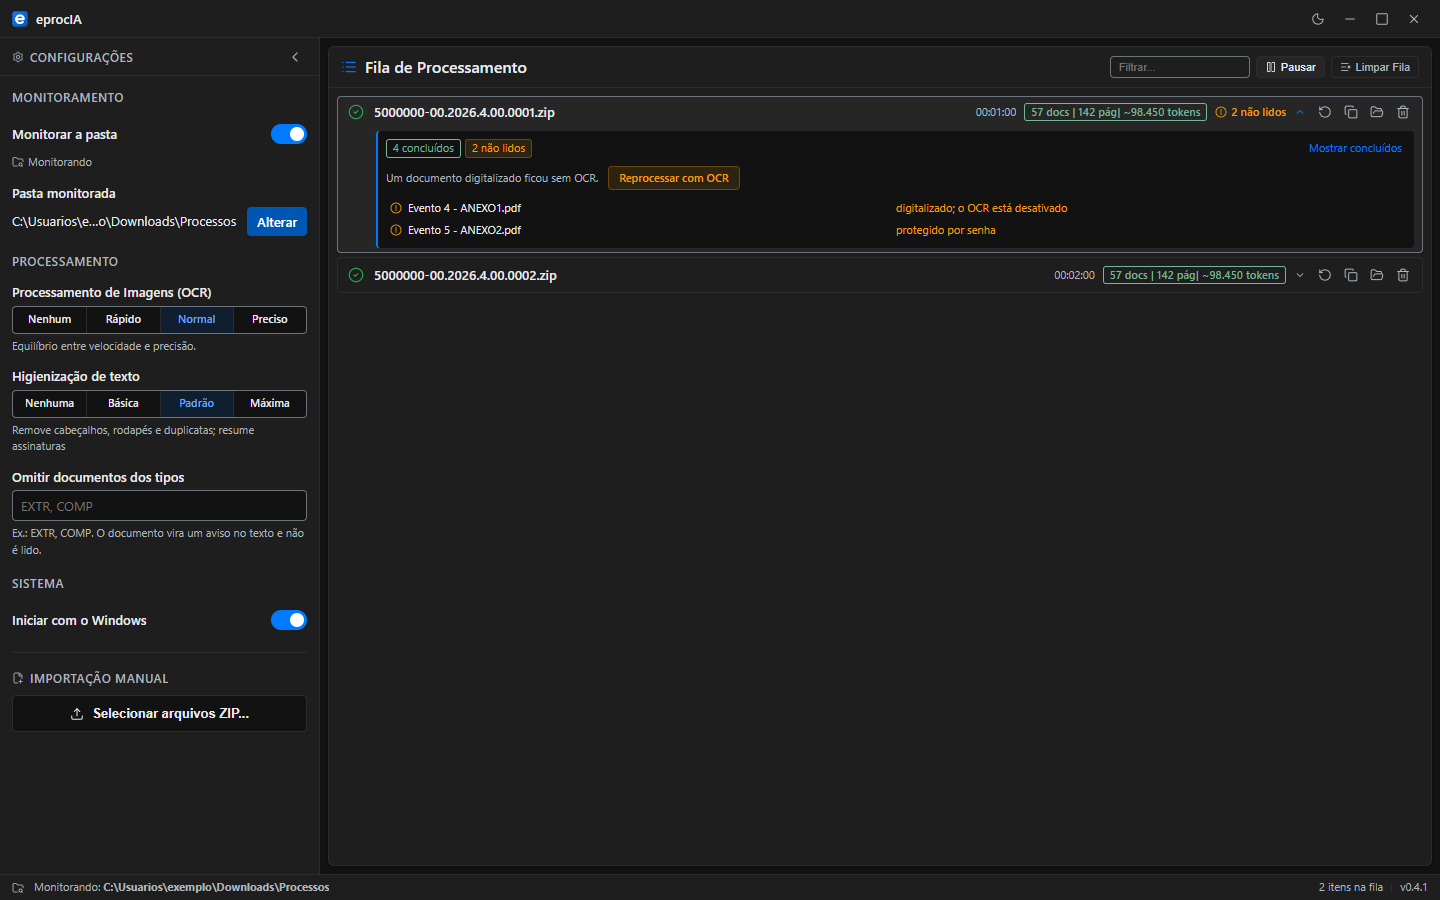 eprocIA
CONFIGURAÇÕES
MONITORAMENTO
Monitorar a pasta
Monitorando
Pasta monitorada
C:\Usuarios\e...o\Downloads\Processos
Alterar
PROCESSAMENTO
Processamento de Imagens (OCR)
Nenhum Rápido Normal Preciso
Equilíbrio entre velocidade e precisão.
Higienização de texto
Nenhuma Básica Padrão Máxima
Remove cabeçalhos, rodapés e duplicatas; resume
assinaturas
Omitir documentos dos tipos
EXTR, COMP
Ex.: EXTR, COMP. O documento vira um aviso no texto e não
é lido.
SISTEMA
Iniciar com o Windows
IMPORTAÇÃO MANUAL
Selecionar arquivos ZIP...
Fila de Processamento
Filtrar...
Pausar
Limpar Fila
5000000-00.2026.4.00.0001.zip
00:01:00
57 docs | 142 pág| ~98.450 tokens
2 não lidos
4 concluídos
2 não lidos
Mostrar concluídos
Um documento digitalizado ficou sem OCR.
Reprocessar com OCR
Evento 4 - ANEXO1.pdf
digitalizado; o OCR está desativado
Evento 5 - ANEXO2.pdf
protegido por senha
5000000-00.2026.4.00.0002.zip
00:02:00
57 docs | 142 pág| ~98.450 tokens
Monitorando: C:\Usuarios\exemplo\Downloads\Processos
2 itens na fila
v0.4.1